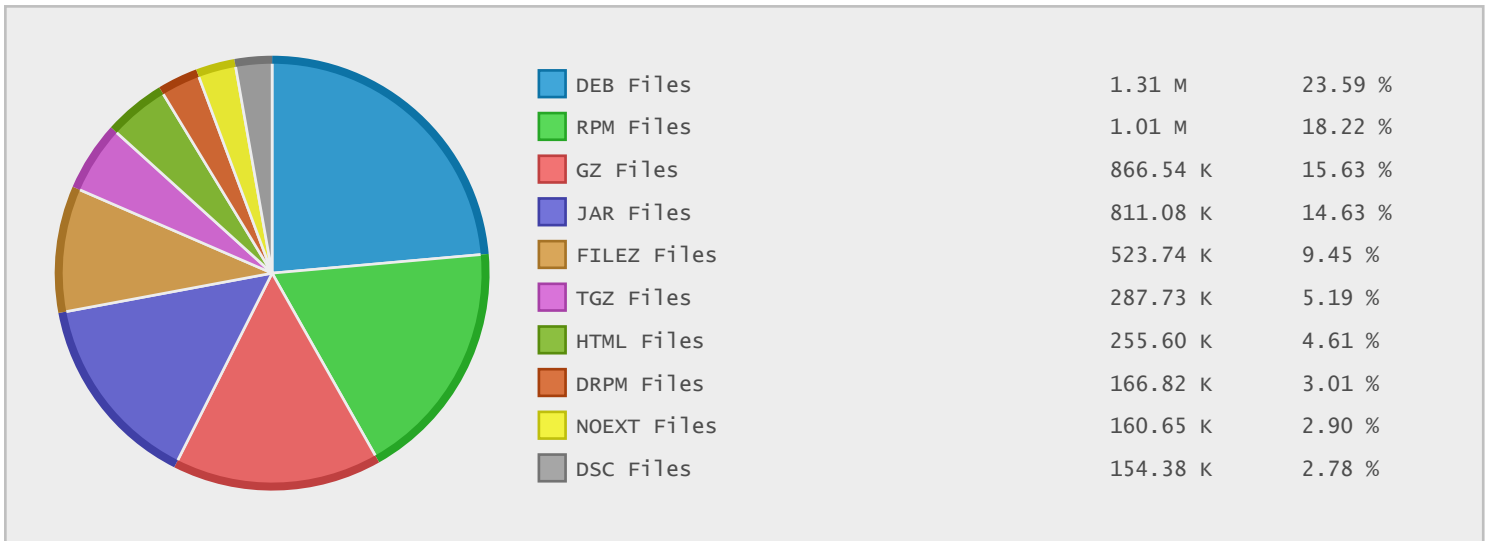 DEB Files 1.31 M 23.59 %
RPM Files 1.01 M 18.22 %
GZ Files 866.54 K 15.63 %
JAR Files 811.08 K 14.63 %
FILEZ Files 523.74 K 9.45 %
TGZ Files 287.73 K 5.19 %
HTML Files 255.60 K 4.61 %
DRPM Files 166.82 K 3.01 %
NOEXT Files 160.65 K 2.90 %
DSC Files 154.38 K 2.78 %